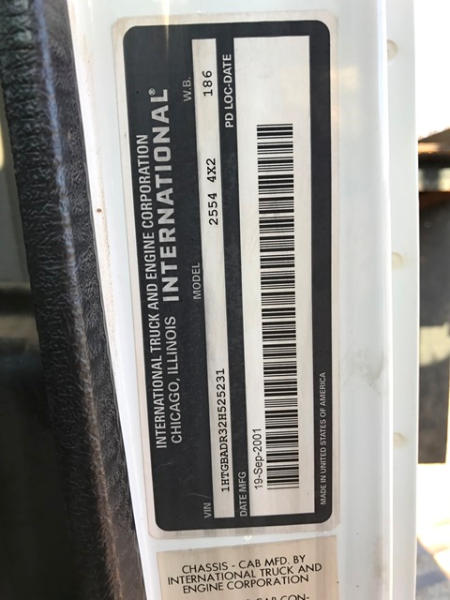 INTERNATIONAL TRUCK AND ENGINE CORPORATION
CHICAGO, ILLINOIS INTERNATIONAL®
MODEL W.B.
2554 4X2 186
VIN 1HTGBADR32H525231
DATE MFG PD LOC-DATE
19-Sep-2001
MADE IN UNITED STATES OF AMERICA
CHASSIS - CAB MFD. BY
INTERNATIONAL TRUCK AND
ENGINE CORPORATION